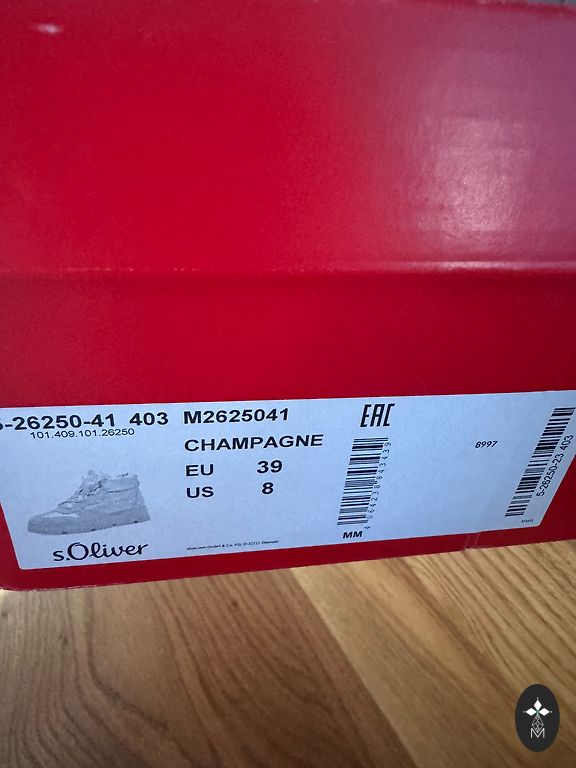 5-26250-41 403
101.409.101.26250
s.Oliver
M2625041
CHAMPAGNE
EU 39
US 8
EAC
4064238843439
MM
8997
5-26250-23 403